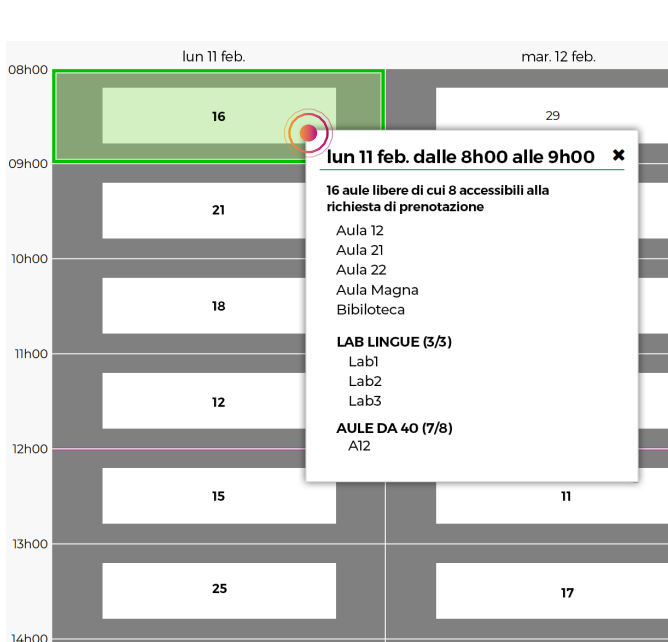 lun 11 feb.
mar. 12 feb.
08h00
16
29
09h00
lun 11 feb. dalle 8h00 alle 9h00 ✖
16 aule libere di cui 8 accessibili alla
richiesta di prenotazione
Aula 12
Aula 21
Aula 22
Aula Magna
Bibiloteca
LAB LINGUE (3/3)
Lab1
Lab2
Lab3
AULE DA 40 (7/8)
A12
21
10h00
18
11h00
12
12h00
15
11
13h00
25
17
14h00